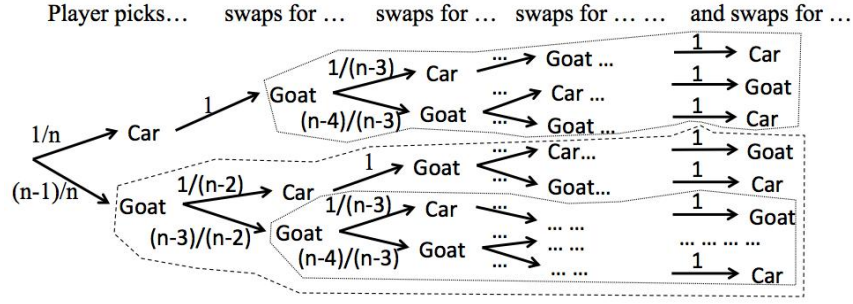 Player picks… swaps for … swaps for … swaps for … … and swaps for …
1/(n-3) Car ... Goat ... 1 Car
1 Goat ... Car ... 1 Goat
1/n Car (n-4)/(n-3) Goat ... Goat ... 1 Car
(n-1)/n 1/(n-2) Car 1 Goat ... Car... 1 Goat
Goat ... Goat... 1 Car
(n-3)/(n-2) Goat 1/(n-3) Car ... ... ... 1 Goat
(n-4)/(n-3) Goat ... ... ... ... ... ... ...
... ... ... 1 Car